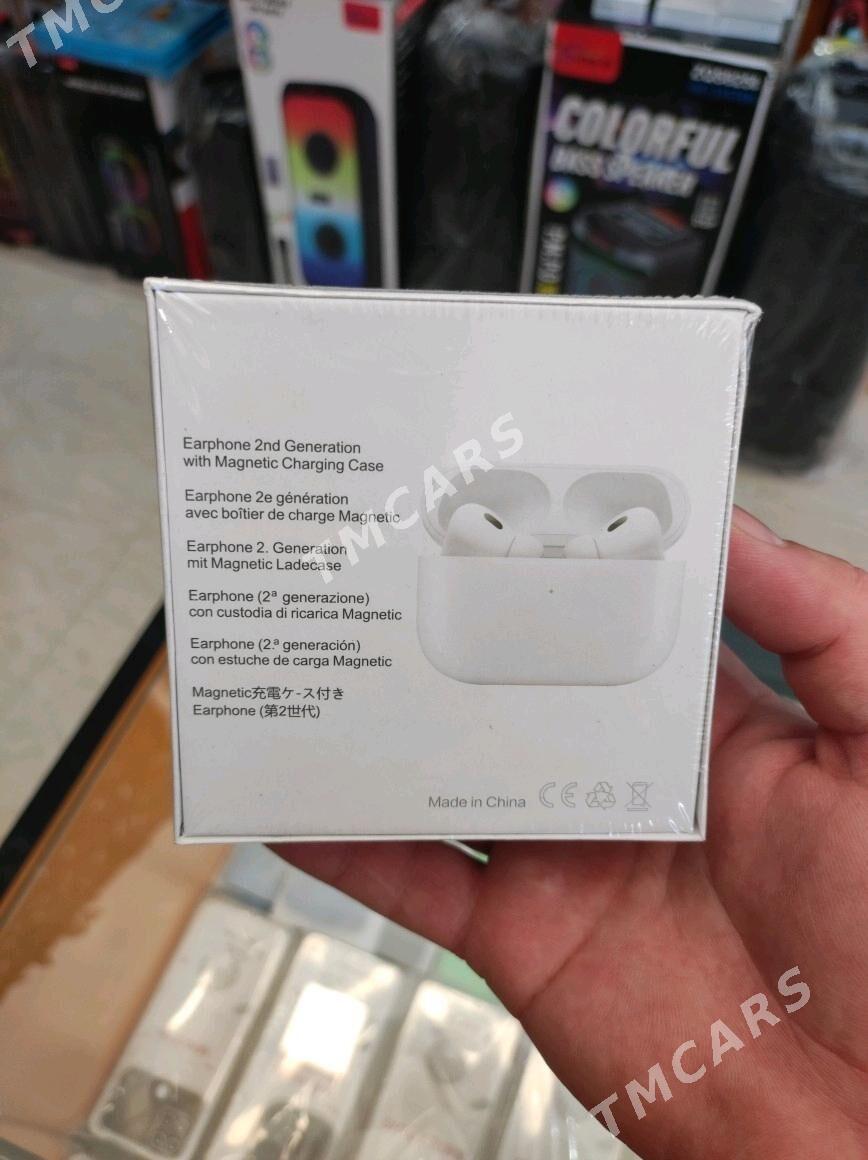 TMC
COLORFUL
Earphone 2nd Generation
with Magnetic Charging Case
Earphone 2e génération
avec boîtier de charge Magnetic
Earphone 2. Generation
mit Magnetic Ladecase
Earphone (2ª generazione)
con custodia di ricarica Magnetic
Earphone (2.ª generación)
con estuche de carga Magnetic
Magnetic充電ケ-ス付き
Earphone (第2世代)
TMCARS
Made in China CE
TMCARS